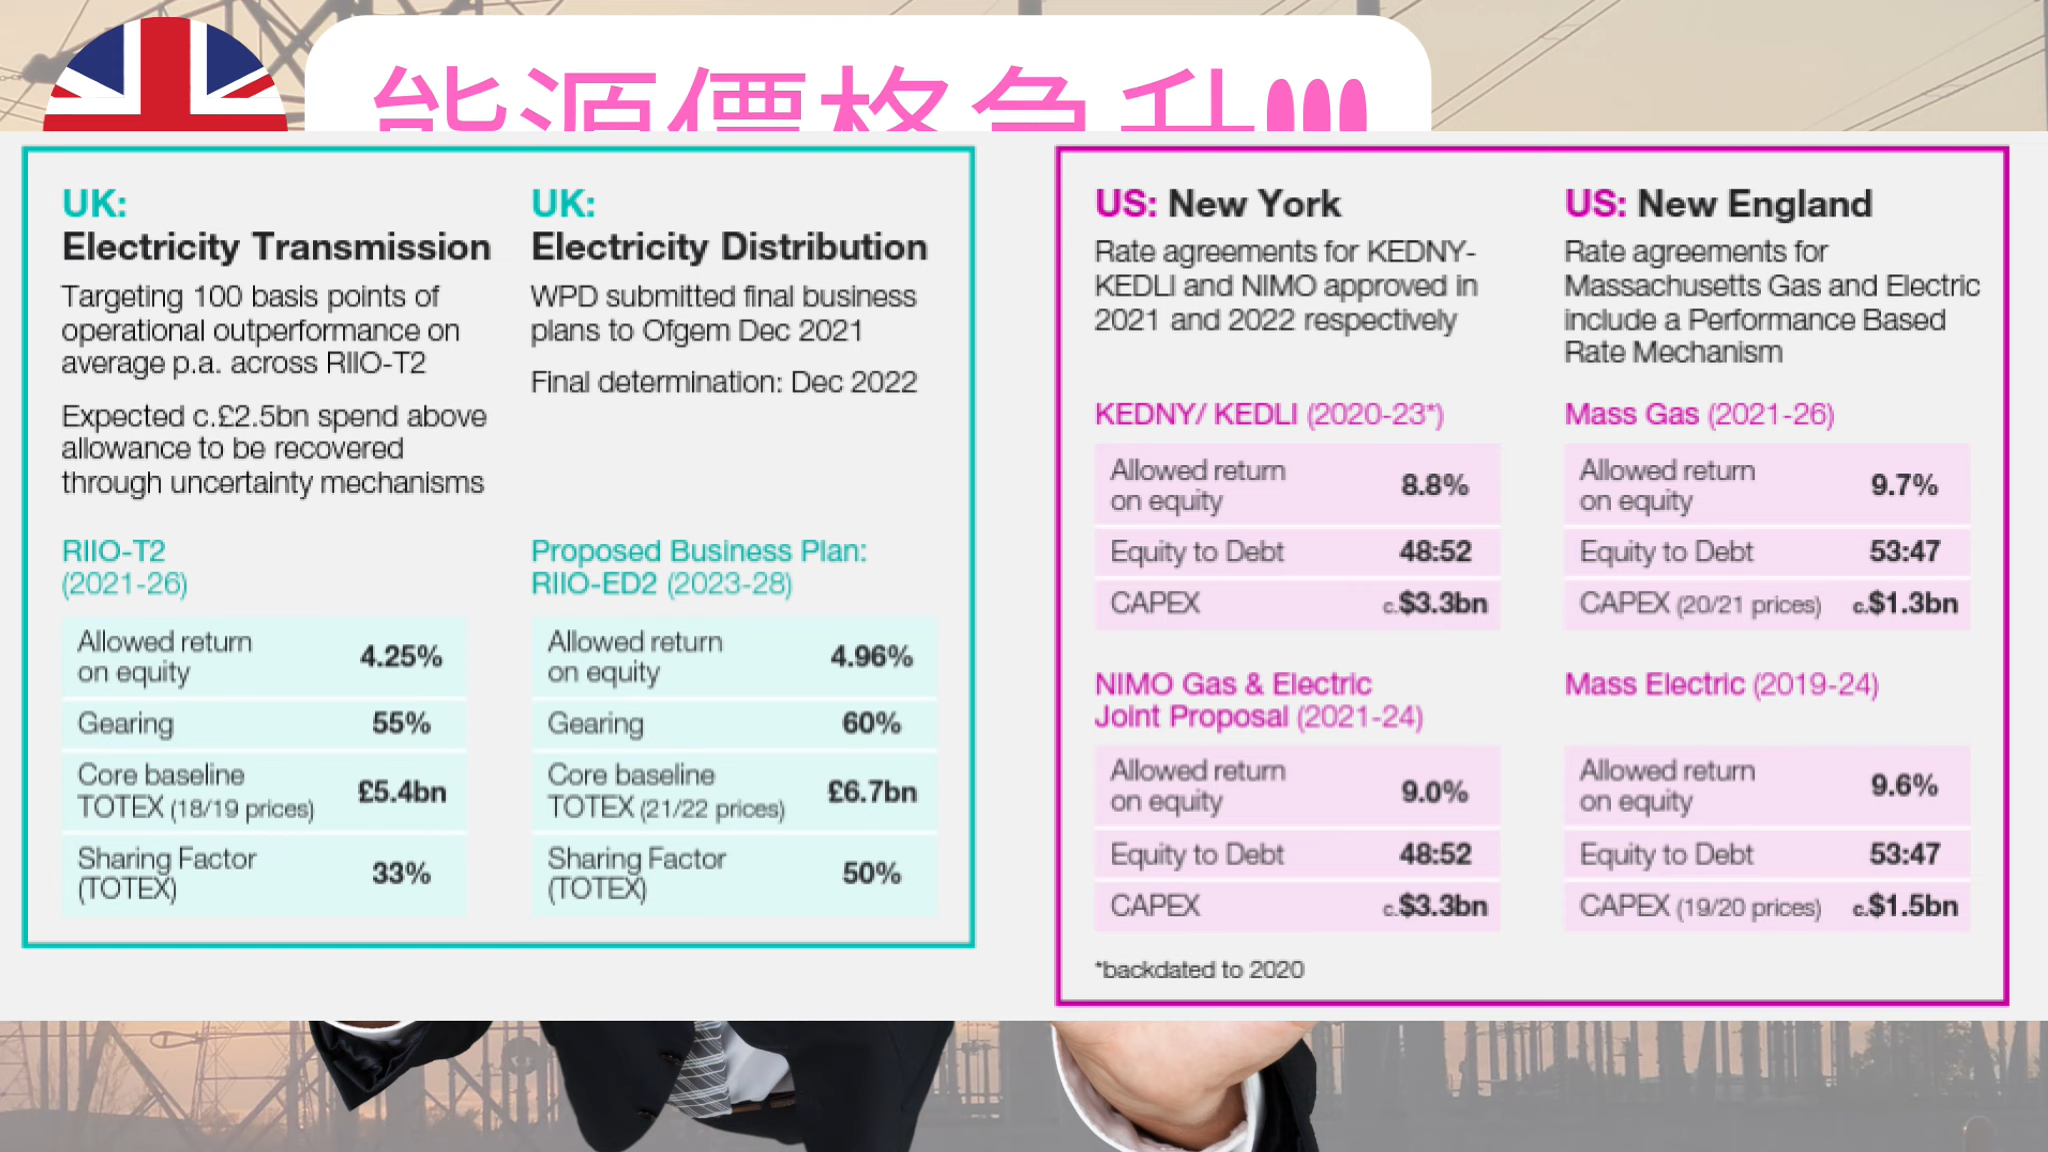 能源價格急升!!!
UK:
Electricity Transmission
Targeting 100 basis points of
operational outperformance on
average p.a. across RIIO-T2
Expected c.£2.5bn spend above
allowance to be recovered
through uncertainty mechanisms
RIIO-T2
(2021-26)
Allowed return
on equity 4.25%
Gearing 55%
Core baseline
TOTEX (18/19 prices) £5.4bn
Sharing Factor
(TOTEX) 33%
UK:
Electricity Distribution
WPD submitted final business
plans to Ofgem Dec 2021
Final determination: Dec 2022
Proposed Business Plan:
RIIO-ED2 (2023-28)
Allowed return
on equity 4.96%
Gearing 60%
Core baseline
TOTEX (21/22 prices) £6.7bn
Sharing Factor
(TOTEX) 50%
US: New York
Rate agreements for KEDNY-
KEDLI and NIMO approved in
2021 and 2022 respectively
KEDNY/ KEDLI (2020-23*)
Allowed return
on equity 8.8%
Equity to Debt 48:52
CAPEX c.$3.3bn
NIMO Gas & Electric
Joint Proposal (2021-24)
Allowed return
on equity 9.0%
Equity to Debt 48:52
CAPEX c.$3.3bn
*backdated to 2020
US: New England
Rate agreements for
Massachusetts Gas and Electric
include a Performance Based
Rate Mechanism
Mass Gas (2021-26)
Allowed return
on equity 9.7%
Equity to Debt 53:47
CAPEX (20/21 prices) c.$1.3bn
Mass Electric (2019-24)
Allowed return
on equity 9.6%
Equity to Debt 53:47
CAPEX (19/20 prices) c.$1.5bn